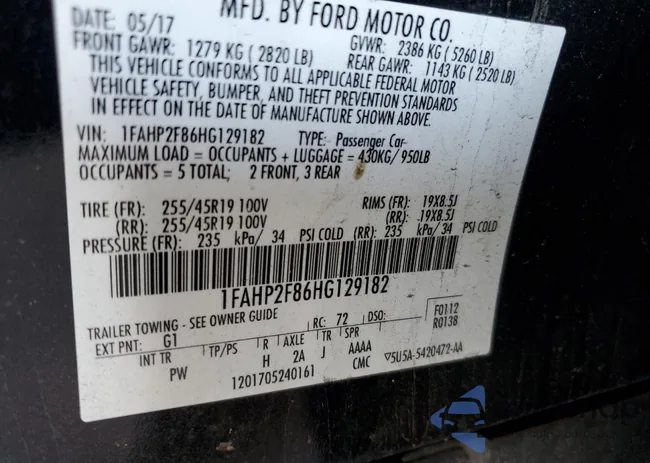 MFD. BY FORD MOTOR CO.
DATE: 05/17 GVWR: 2386 KG ( 5260 LB)
FRONT GAWR: 1279 KG ( 2820 LB) REAR GAWR: 1143 KG ( 2520 LB)
THIS VEHICLE CONFORMS TO ALL APPLICABLE FEDERAL MOTOR
VEHICLE SAFETY, BUMPER, AND THEFT PREVENTION STANDARDS
IN EFFECT ON THE DATE OF MANUFACTURE SHOWN ABOVE.
VIN: 1FAHP2F86HG129182 TYPE: Passenger Car
MAXIMUM LOAD = OCCUPANTS + LUGGAGE = 430KG/ 950LB
OCCUPANTS = 5 TOTAL; 2 FRONT, 3 REAR
TIRE (FR): 255/45R19 100V RIMS (FR): 19X8.5J
(RR): 255/45R19 100V (RR): 19X8.5J
PRESSURE (FR): 235 kPa/ 34 PSI COLD (RR): 235 kPa/ 34 PSI COLD
1FAHP2F86HG129182
TRAILER TOWING - SEE OWNER GUIDE RC: 72 DSO: F0112
R0138
EXT PNT: G1 TP/PS R AXLE TR SPR
INT TR H 2A J AAAA
PW CMC
1201705240161 5U5A-5420472-AA